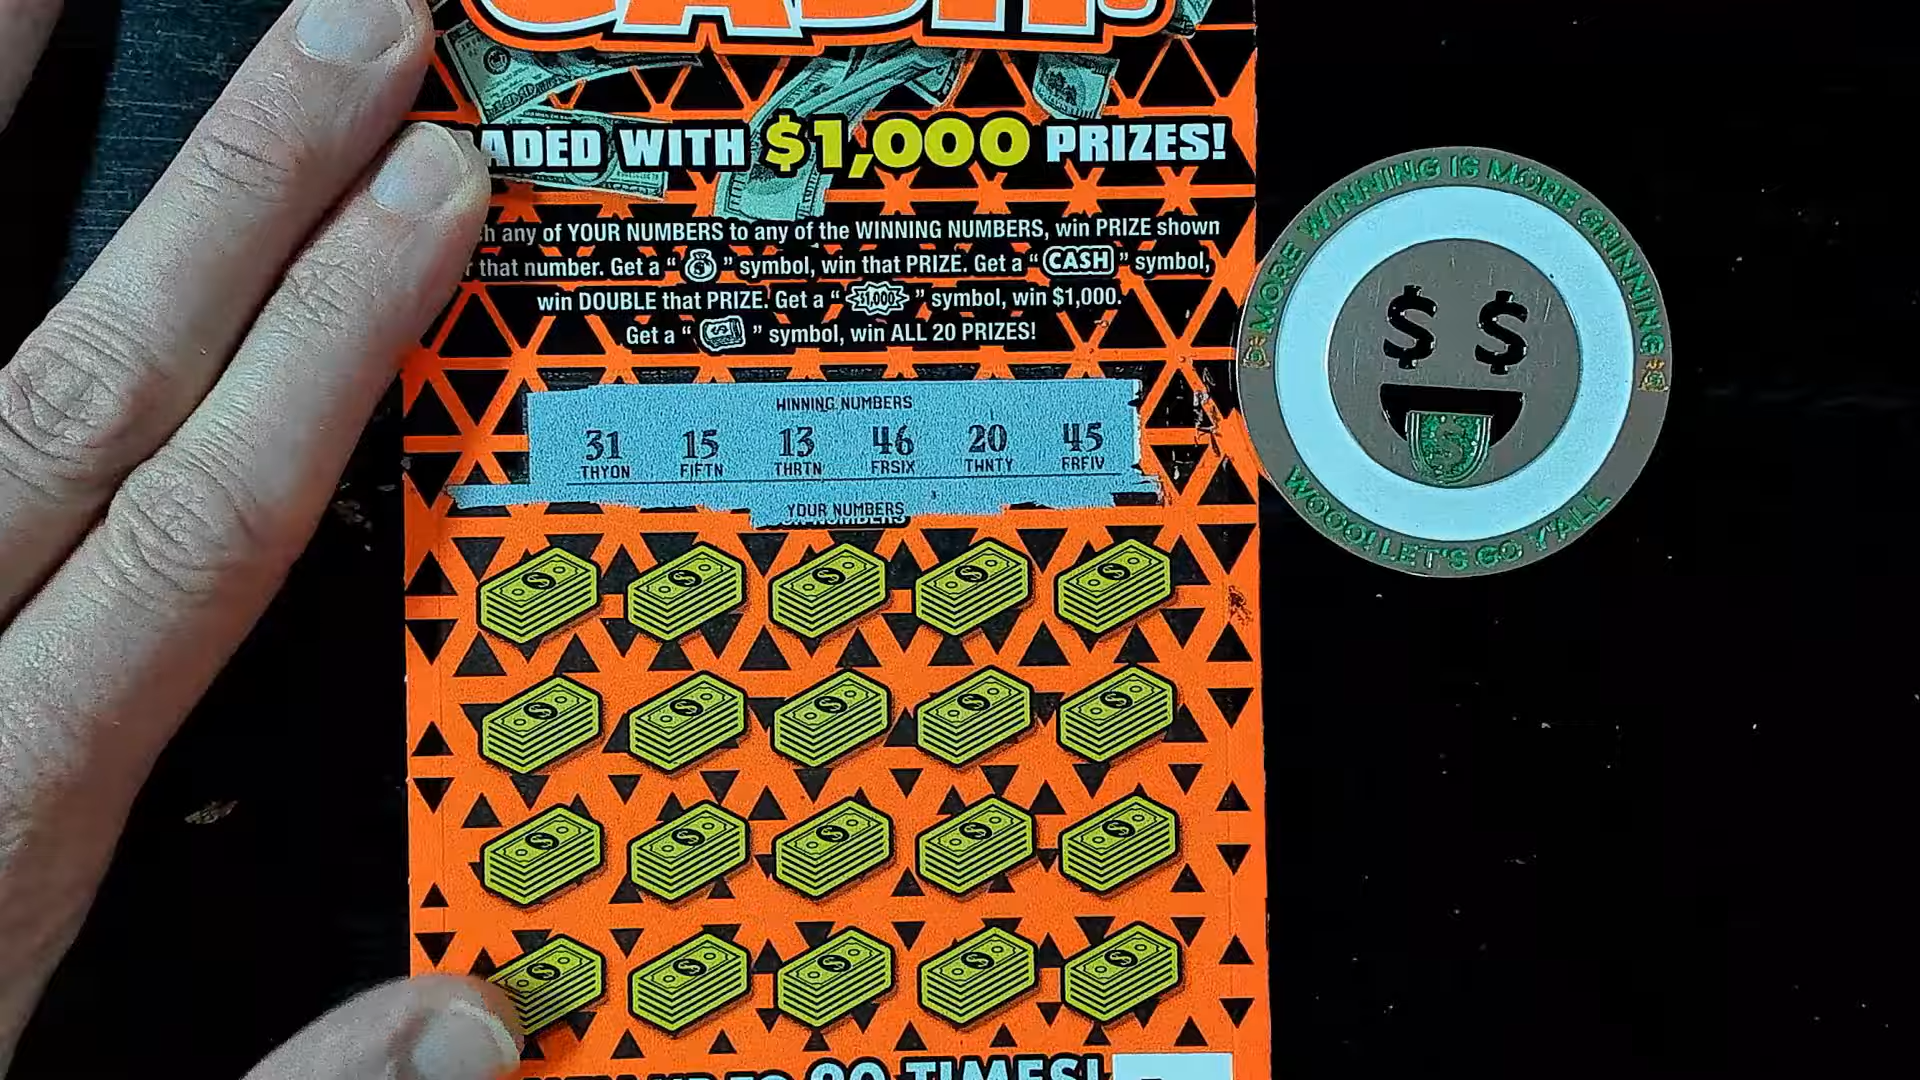 CASH
ADED WITH $1,000 PRIZES!
any of YOUR NUMBERS to any of the WINNING NUMBERS, win PRIZE shown
that number. Get a " " symbol, win that PRIZE. Get a "CASH" symbol,
win DOUBLE that PRIZE. Get a "$1,000" symbol, win $1,000.
Get a " " symbol, win ALL 20 PRIZES!
WINNING NUMBERS
31 15 13 46 20 45
THYON FIFTN THRTN FRSIX TWNTY FRFIV
YOUR NUMBERS
20 TIMES!
MORE WINNING IS MORE GRINNING
WOOO! LET'S GO Y'ALL